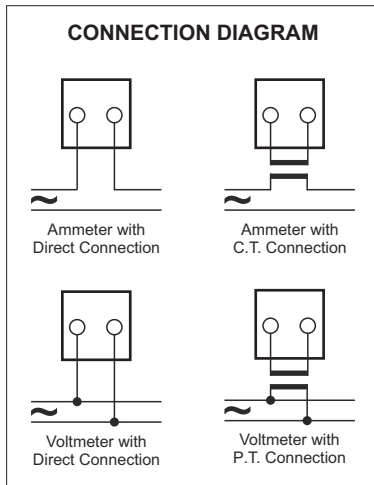 CONNECTION DIAGRAM
Ammeter with
Direct Connection
Ammeter with
C.T. Connection
Voltmeter with
Direct Connection
Voltmeter with
P.T. Connection